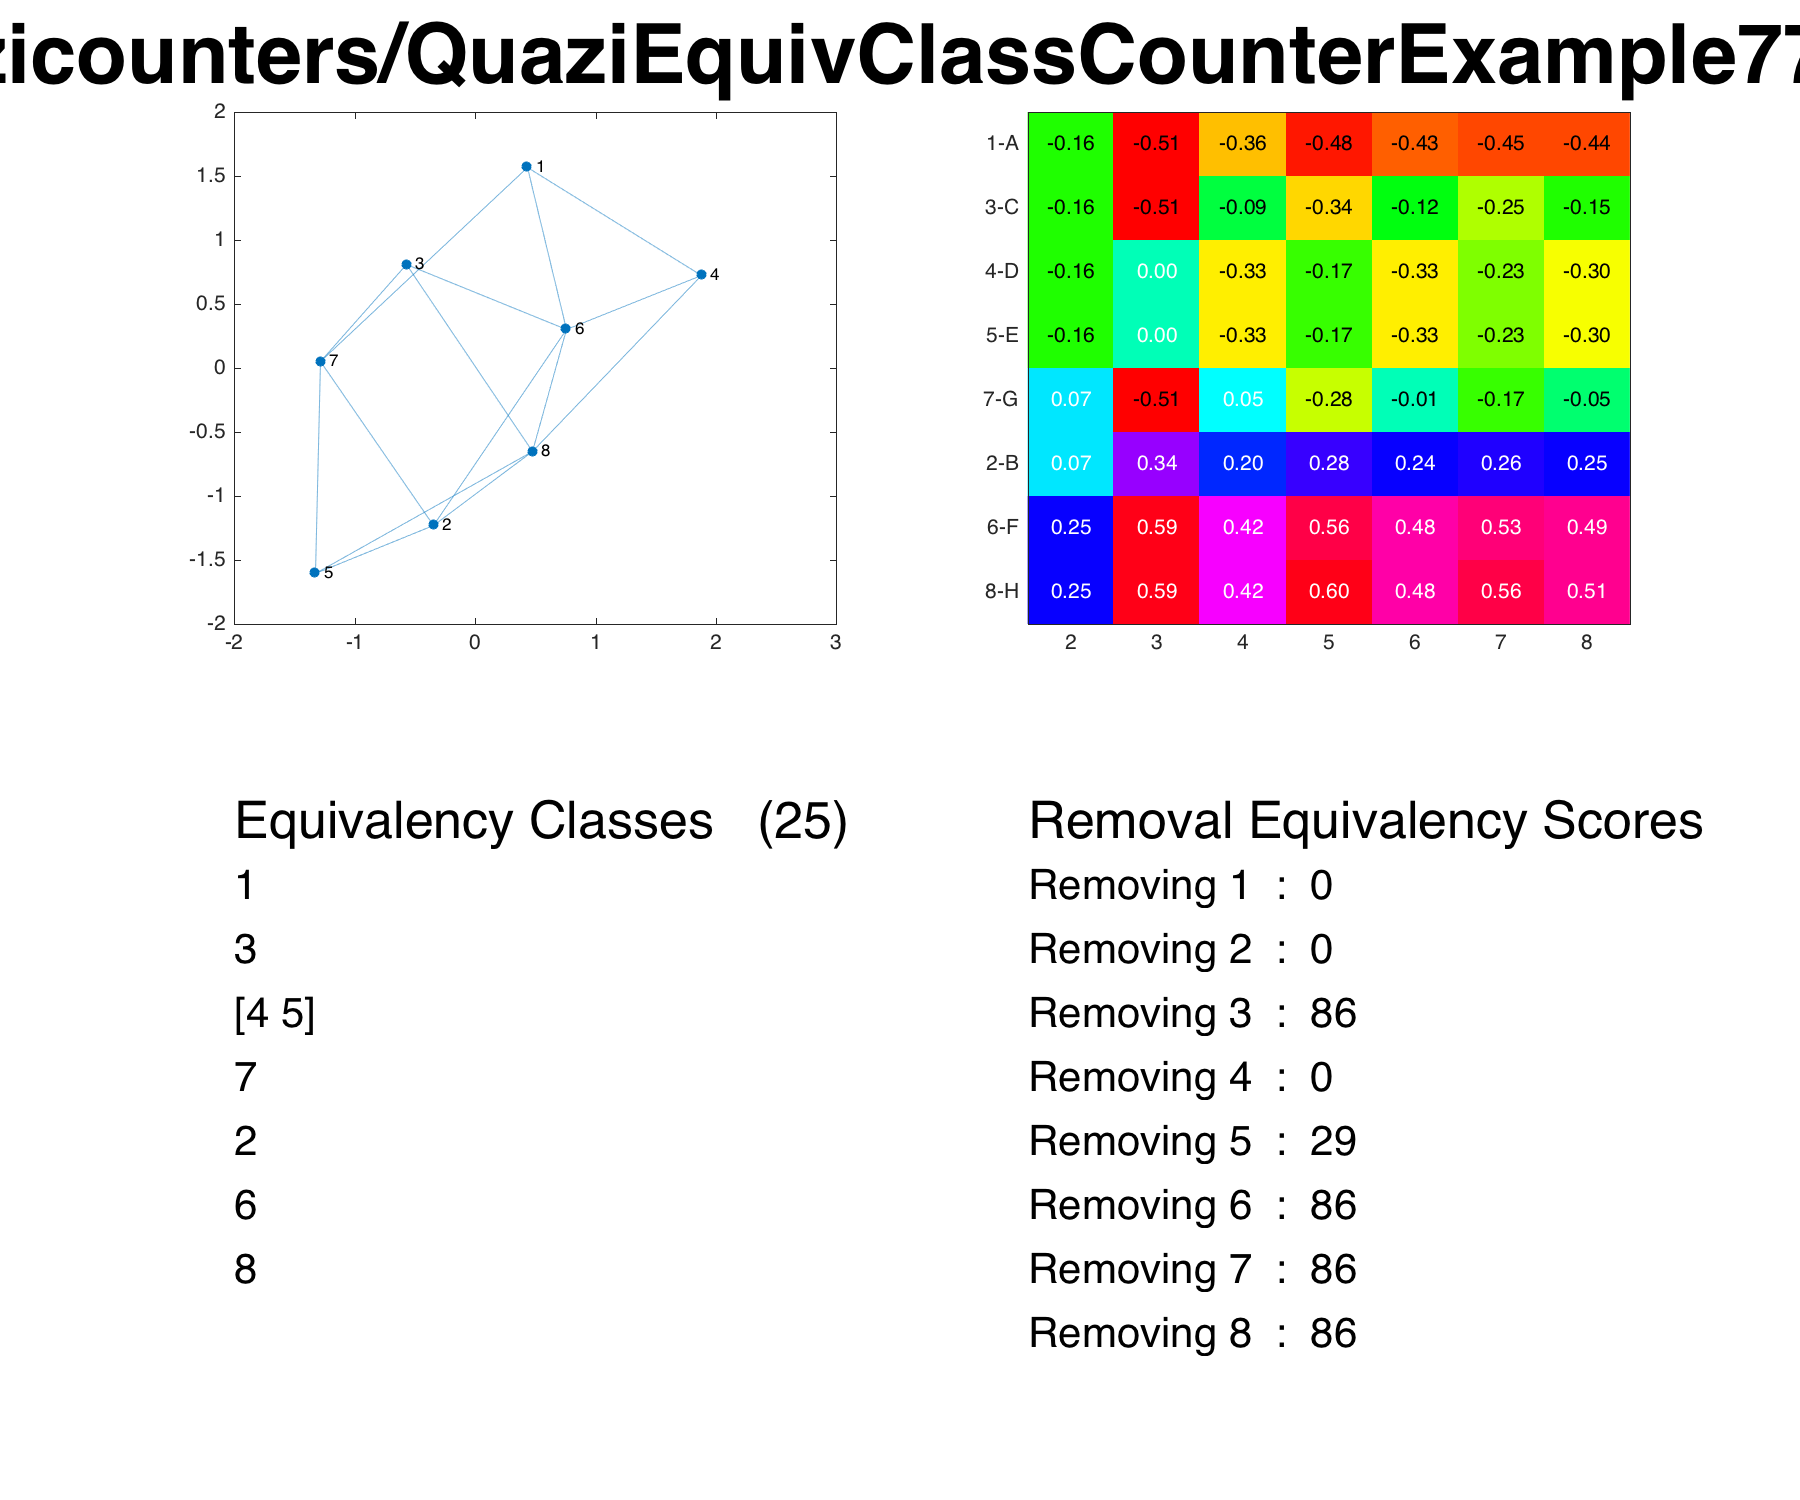 zicounters/QuaziEquivClassCounterExample77
2
1.5
1
0.5
0
-0.5
-1
-1.5
-2
-2 -1 0 1 2 3
1
3
4
6
7
8
2
5
1-A -0.16 -0.51 -0.36 -0.48 -0.43 -0.45 -0.44
3-C -0.16 -0.51 -0.09 -0.34 -0.12 -0.25 -0.15
4-D -0.16 0.00 -0.33 -0.17 -0.33 -0.23 -0.30
5-E -0.16 0.00 -0.33 -0.17 -0.33 -0.23 -0.30
7-G 0.07 -0.51 0.05 -0.28 -0.01 -0.17 -0.05
2-B 0.07 0.34 0.20 0.28 0.24 0.26 0.25
6-F 0.25 0.59 0.42 0.56 0.48 0.53 0.49
8-H 0.25 0.59 0.42 0.60 0.48 0.56 0.51
2 3 4 5 6 7 8
Equivalency Classes (25)
1
3
[4 5]
7
2
6
8
Removal Equivalency Scores
Removing 1 : 0
Removing 2 : 0
Removing 3 : 86
Removing 4 : 0
Removing 5 : 29
Removing 6 : 86
Removing 7 : 86
Removing 8 : 86